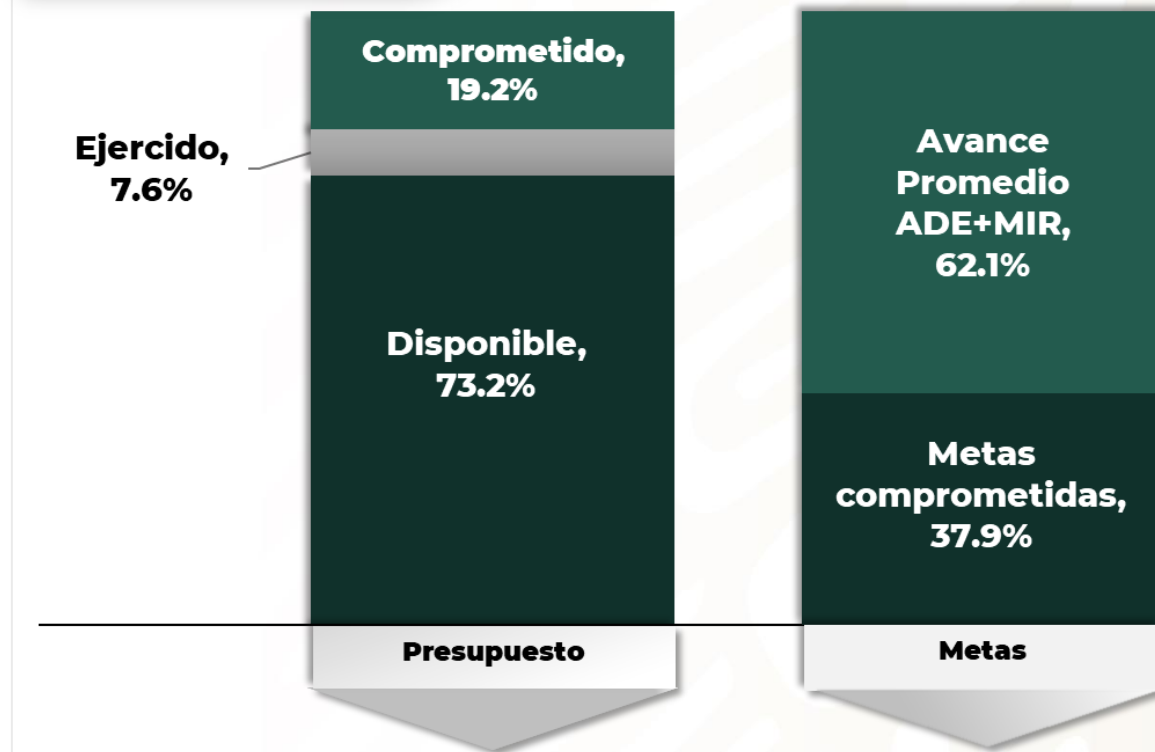 Comprometido,
19.2%
Ejercido,
7.6%
Disponible,
73.2%
Presupuesto
Avance
Promedio
ADE+MIR,
62.1%
Metas
comprometidas,
37.9%
Metas